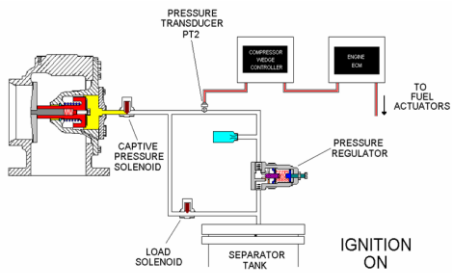 PRESSURE
TRANSDUCER
PT2
COMPRESSOR
WEDGE
CONTROLLER
ENGINE
ECM
TO
FUEL
ACTUATORS
CAPTIVE
PRESSURE
SOLENOID
PRESSURE
REGULATOR
LOAD
SOLENOID
SEPARATOR
TANK
IGNITION
ON